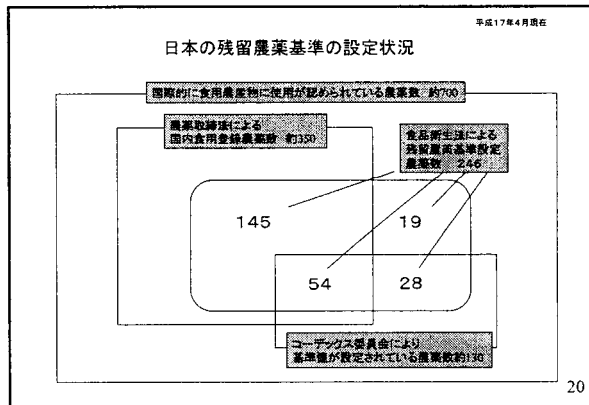 平成17年4月現在
日本の残留農薬基準の設定状況
国際的に食用農産物に使用が認められている農薬数 約700
農薬取締法による
国内食用登録農薬数 約350
食品衛生法による
残留農薬基準設定
農薬数 246
145
19
54
28
コーデックス委員会により
基準値が設定されている農薬数約130
20